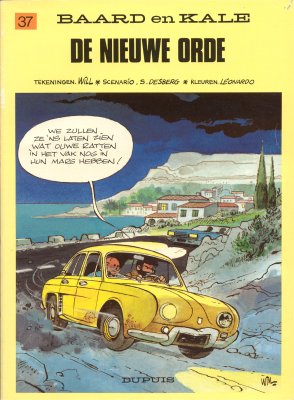 37
BAARD en KALE
DE NIEUWE ORDE
TEKENINGEN. WILL * SCENARIO, S. DESBERG * KLEUREN. LEONARDO
WE ZULLEN
ZE 'NS LATEN ZIEN
WAT OUWE RATTEN
IN HET VAK NOG IN
HUN MARS HEBBEN!
WILL
DUPUIS